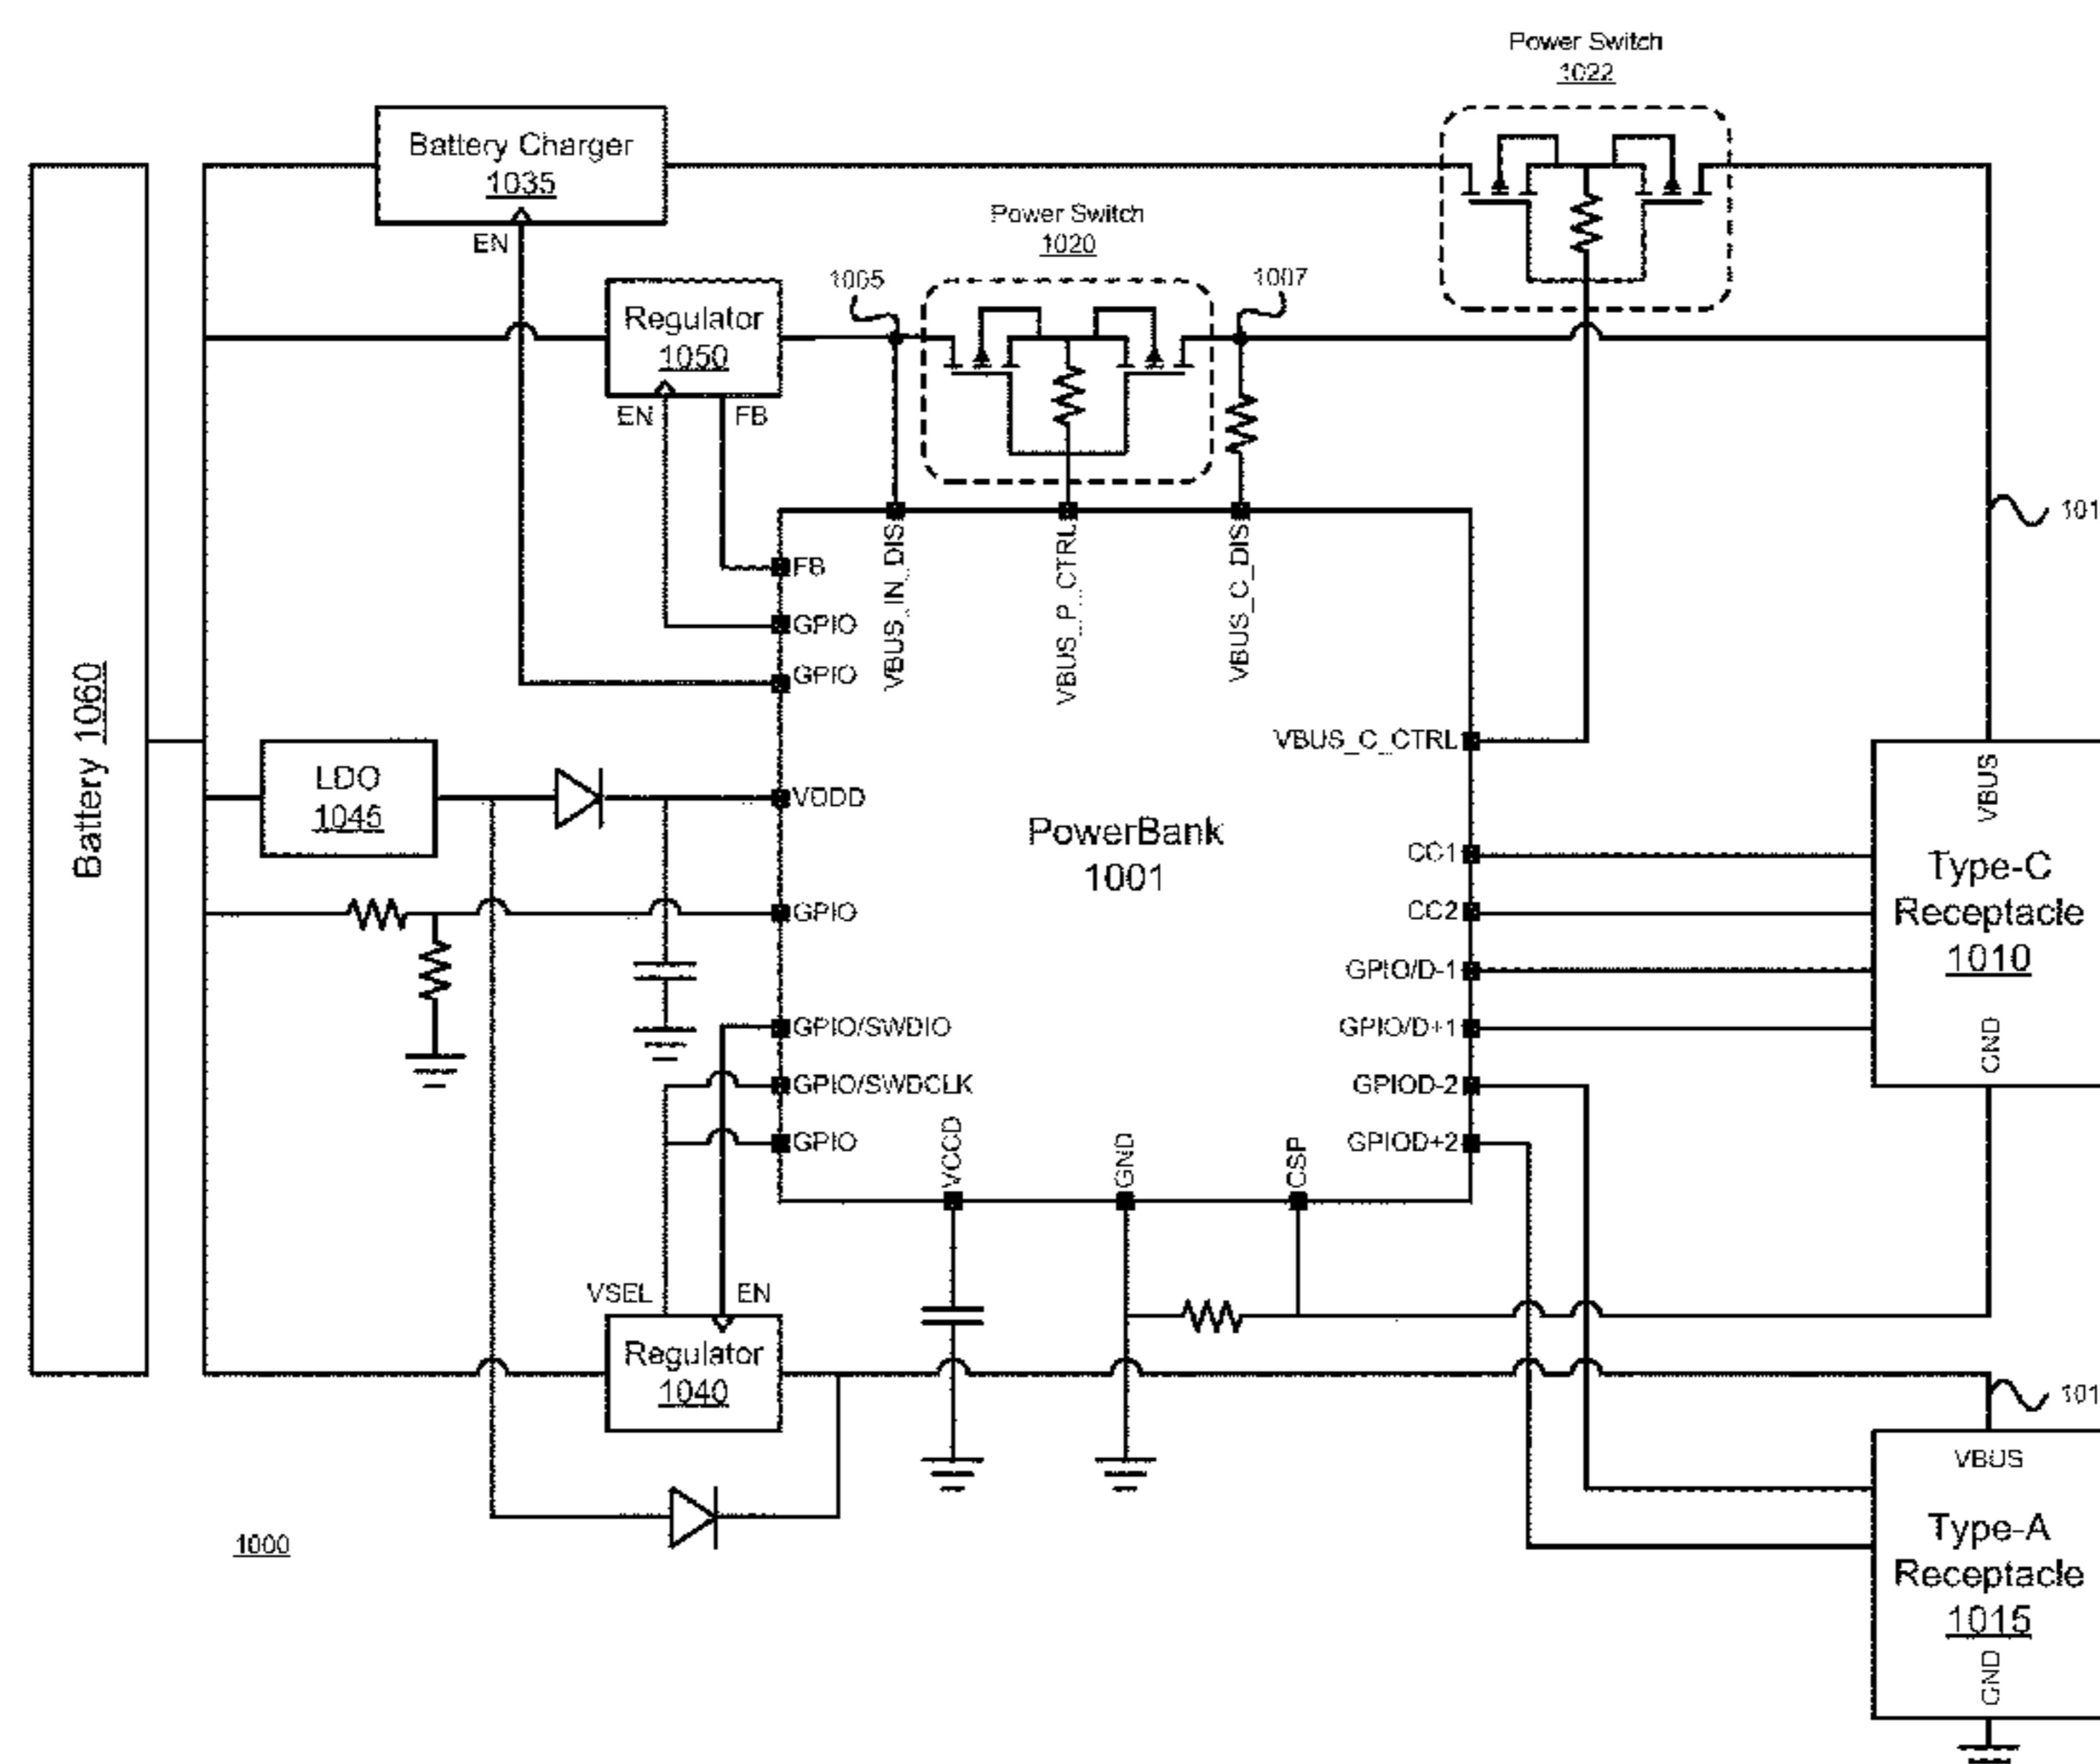 Power Switch
1022
Battery Charger
1035
EN
Power Switch
1020
1005
1007
Regulator
1050
EN
FB
101
FB
GPIO
GPIO
VBUS_IN_DIS
VBUS_P_CTRL
VBUS_C_DIS
VBUS_C_CTRL
Battery 1060
LDO
1045
VDDD
PowerBank
1001
VBUS
Type-C
Receptacle
1010
GND
CC1
CC2
GPIO
GPIO/D-1
GPIO/D+1
GPIO/SWDIO
GPIO/SWDCLK
GPIO
GPIOD-2
GPIOD+2
VCCD
GND
CSP
VSEL
EN
Regulator
1040
101
VBUS
Type-A
Receptacle
1015
GND
1000